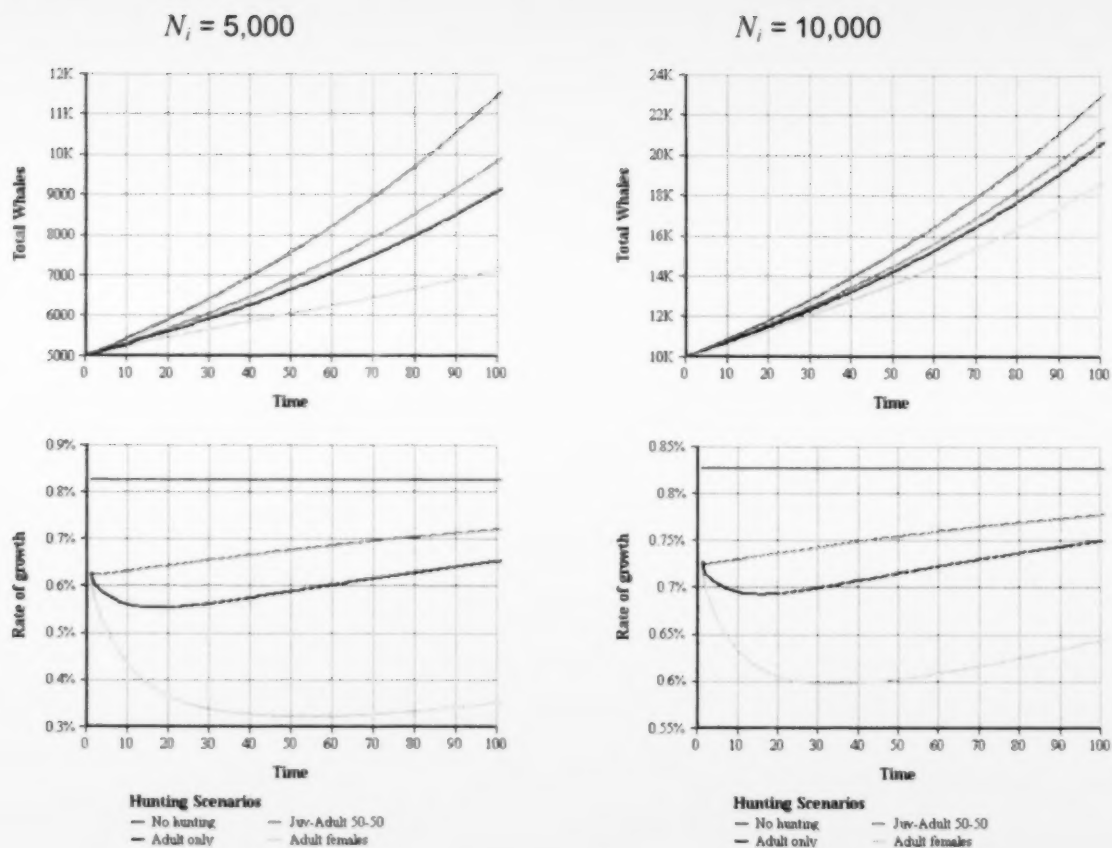 Nᵢ = 5,000
12K
11K
10K
9000
8000
7000
6000
5000
Total Whales
0 10 20 30 40 50 60 70 80 90 100
Time
Nᵢ = 10,000
24K
22K
20K
18K
16K
14K
12K
10K
Total Whales
0 10 20 30 40 50 60 70 80 90 100
Time
0.9%
0.8%
0.7%
0.6%
0.5%
0.4%
0.3%
Rate of growth
0 10 20 30 40 50 60 70 80 90 100
Time
Hunting Scenarios
No hunting
Juv-Adult 50-50
Adult only
Adult females
0.85%
0.8%
0.75%
0.7%
0.65%
0.6%
0.55%
Rate of growth
0 10 20 30 40 50 60 70 80 90 100
Time
Hunting Scenarios
No hunting
Juv-Adult 50-50
Adult only
Adult females